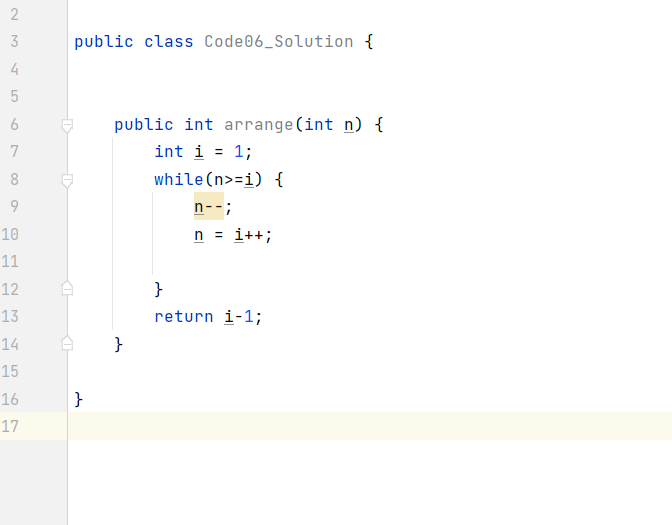 2
3 public class Code06_Solution {
4
5
6 public int arrange(int n) {
7 int i = 1;
8 while(n>=i) {
9 n--;
10 n = i++;
11
12 }
13 return i-1;
14 }
15
16 }
17